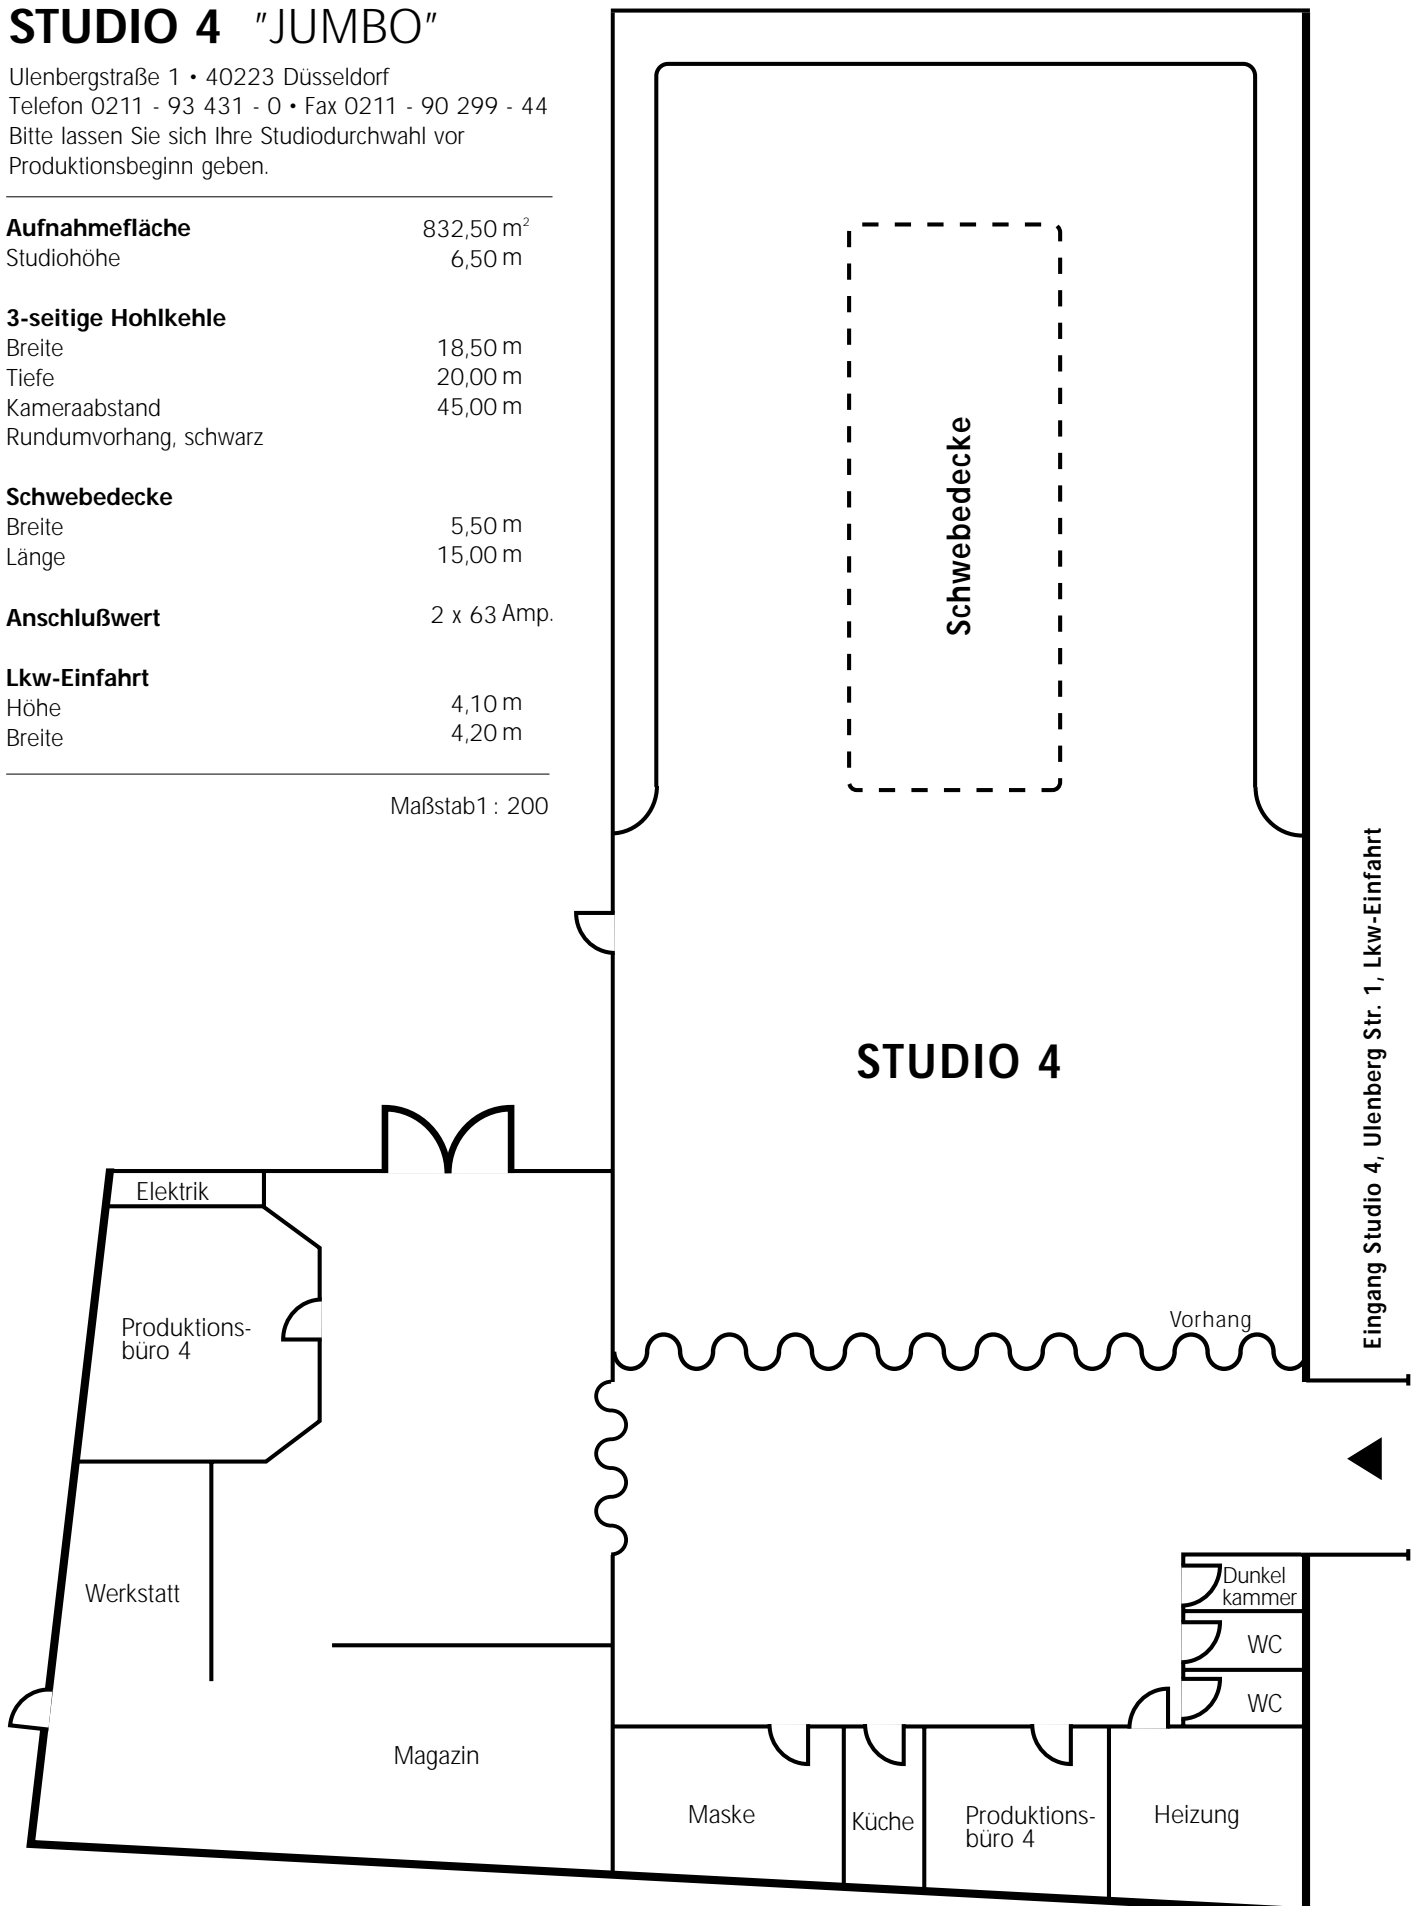 STUDIO 4 "JUMBO"
Ulenbergstraße 1 • 40223 Düsseldorf
Telefon 0211 - 93 431 - 0 • Fax 0211 - 90 299 - 44
Bitte lassen Sie sich Ihre Studiodurchwahl vor
Produktionsbeginn geben.
Aufnahmefläche 832,50 m²
Studiohöhe 6,50 m
3-seitige Hohlkehle
Breite 18,50 m
Tiefe 20,00 m
Kameraabstand 45,00 m
Rundumvorhang, schwarz
Schwebedecke
Breite 5,50 m
Länge 15,00 m
Anschlußwert 2 x 63 Amp.
Lkw-Einfahrt
Höhe 4,10 m
Breite 4,20 m
Maßstab1 : 200
Schwebedecke
STUDIO 4
Eingang Studio 4, Ulenberg Str. 1, Lkw-Einfahrt
Vorhang
Elektrik
Produktions-
büro 4
Werkstatt
Magazin
Dunkel
kammer
WC
WC
Maske
Küche
Produktions-
büro 4
Heizung